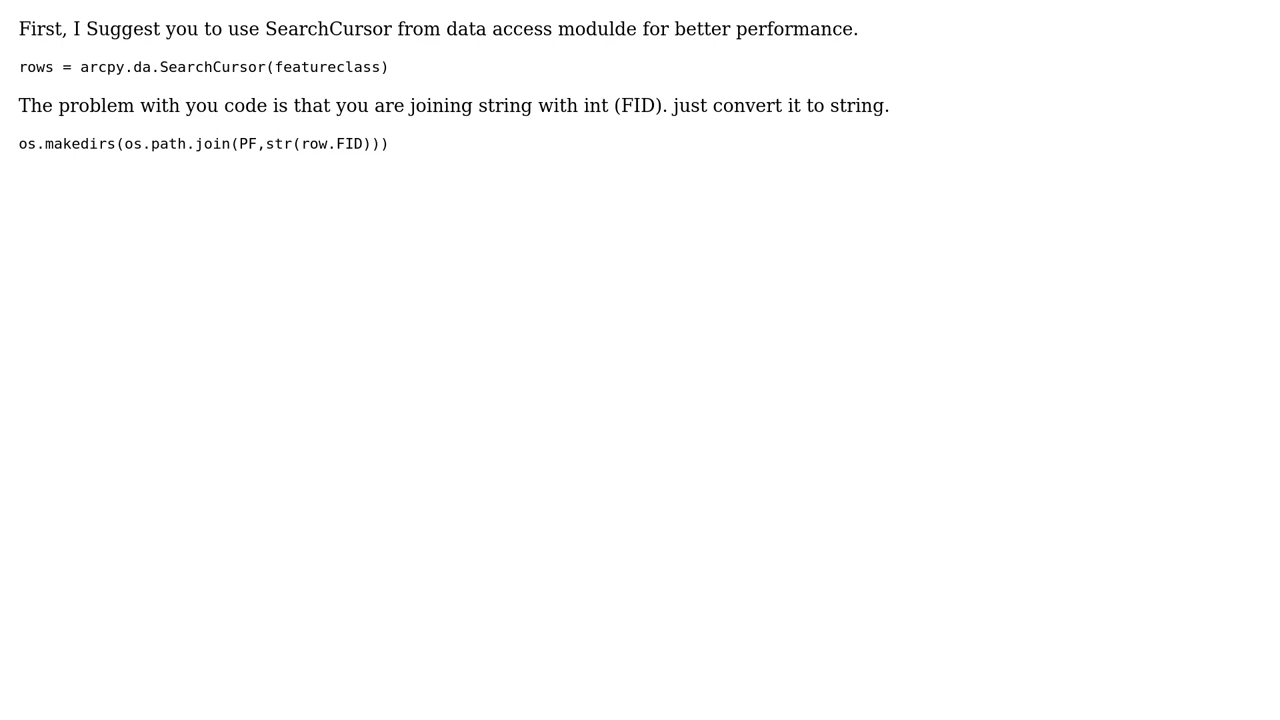 First, I Suggest you to use SearchCursor from data access modulde for better performance.
rows = arcpy.da.SearchCursor(featureclass)
The problem with you code is that you are joining string with int (FID). just convert it to string.
os.makedirs(os.path.join(PF,str(row.FID)))